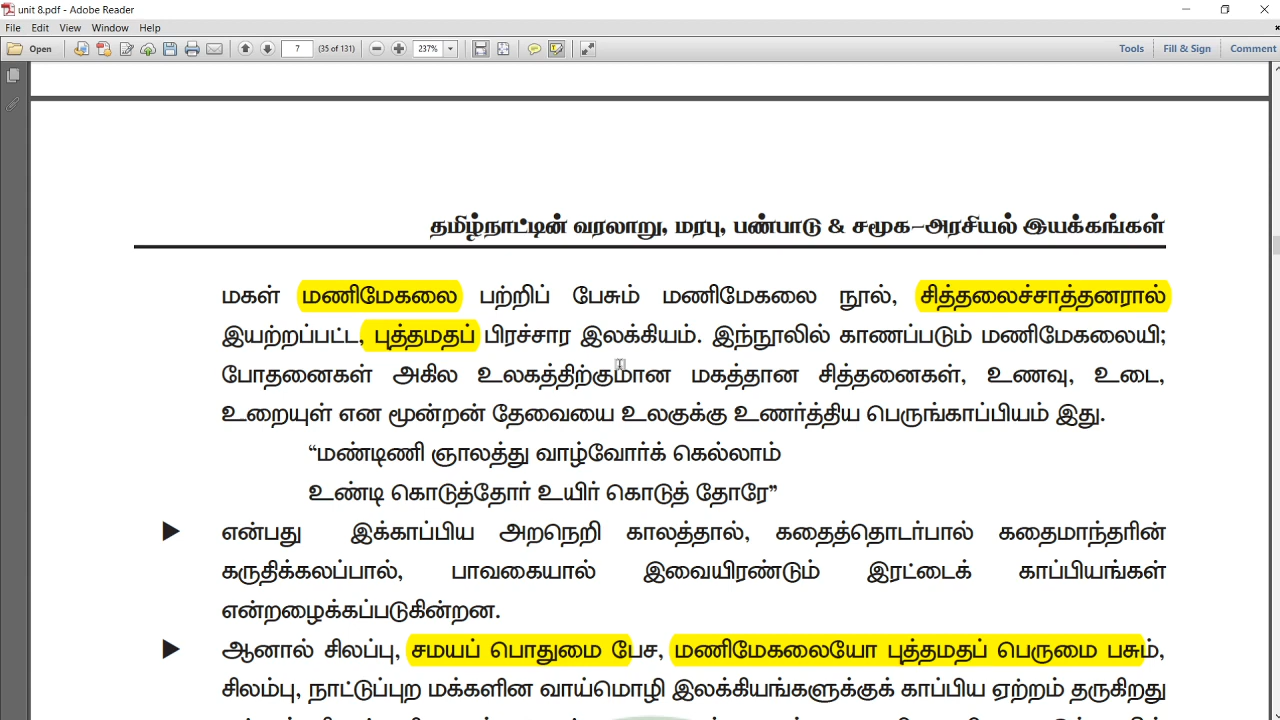 unit 8.pdf - Adobe Reader
File Edit View Window Help
Open 7 (35 of 131) 237% Tools Fill & Sign Comment
தமிழ்நாட்டின் வரலாறு, மரபு, பண்பாடு & சமூக-அரசியல் இயக்கங்கள்
மகள் மணிமேகலை பற்றிப் பேசும் மணிமேகலை நூல், சித்தலைச்சாத்தனரால்
இயற்றப்பட்ட, புத்தமதப் பிரச்சார இலக்கியம். இந்நூலில் காணப்படும் மணிமேகலையி;
போதனைகள் அகில உலகத்திற்குமான மகத்தான சித்தனைகள், உணவு, உடை,
உறையுள் என மூன்றன் தேவையை உலகுக்கு உணர்த்திய பெருங்காப்பியம் இது.
“மண்டிணி ஞாலத்து வாழ்வோர்க் கெல்லாம்
உண்டி கொடுத்தோர் உயிர் கொடுத் தோரே”
▶ என்பது இக்காப்பிய அறநெறி காலத்தால், கதைத்தொடர்பால் கதைமாந்தரின்
கருதிக்கலப்பால், பாவகையால் இவையிரண்டும் இரட்டைக் காப்பியங்கள்
என்றழைக்கப்படுகின்றன.
▶ ஆனால் சிலப்பு, சமயப் பொதுமை பேச, மணிமேகலையோ புத்தமதப் பெருமை பசும்,
சிலம்பு, நாட்டுப்புற மக்களின வாய்மொழி இலக்கியங்களுக்குக் காப்பிய ஏற்றம் தருகிறது